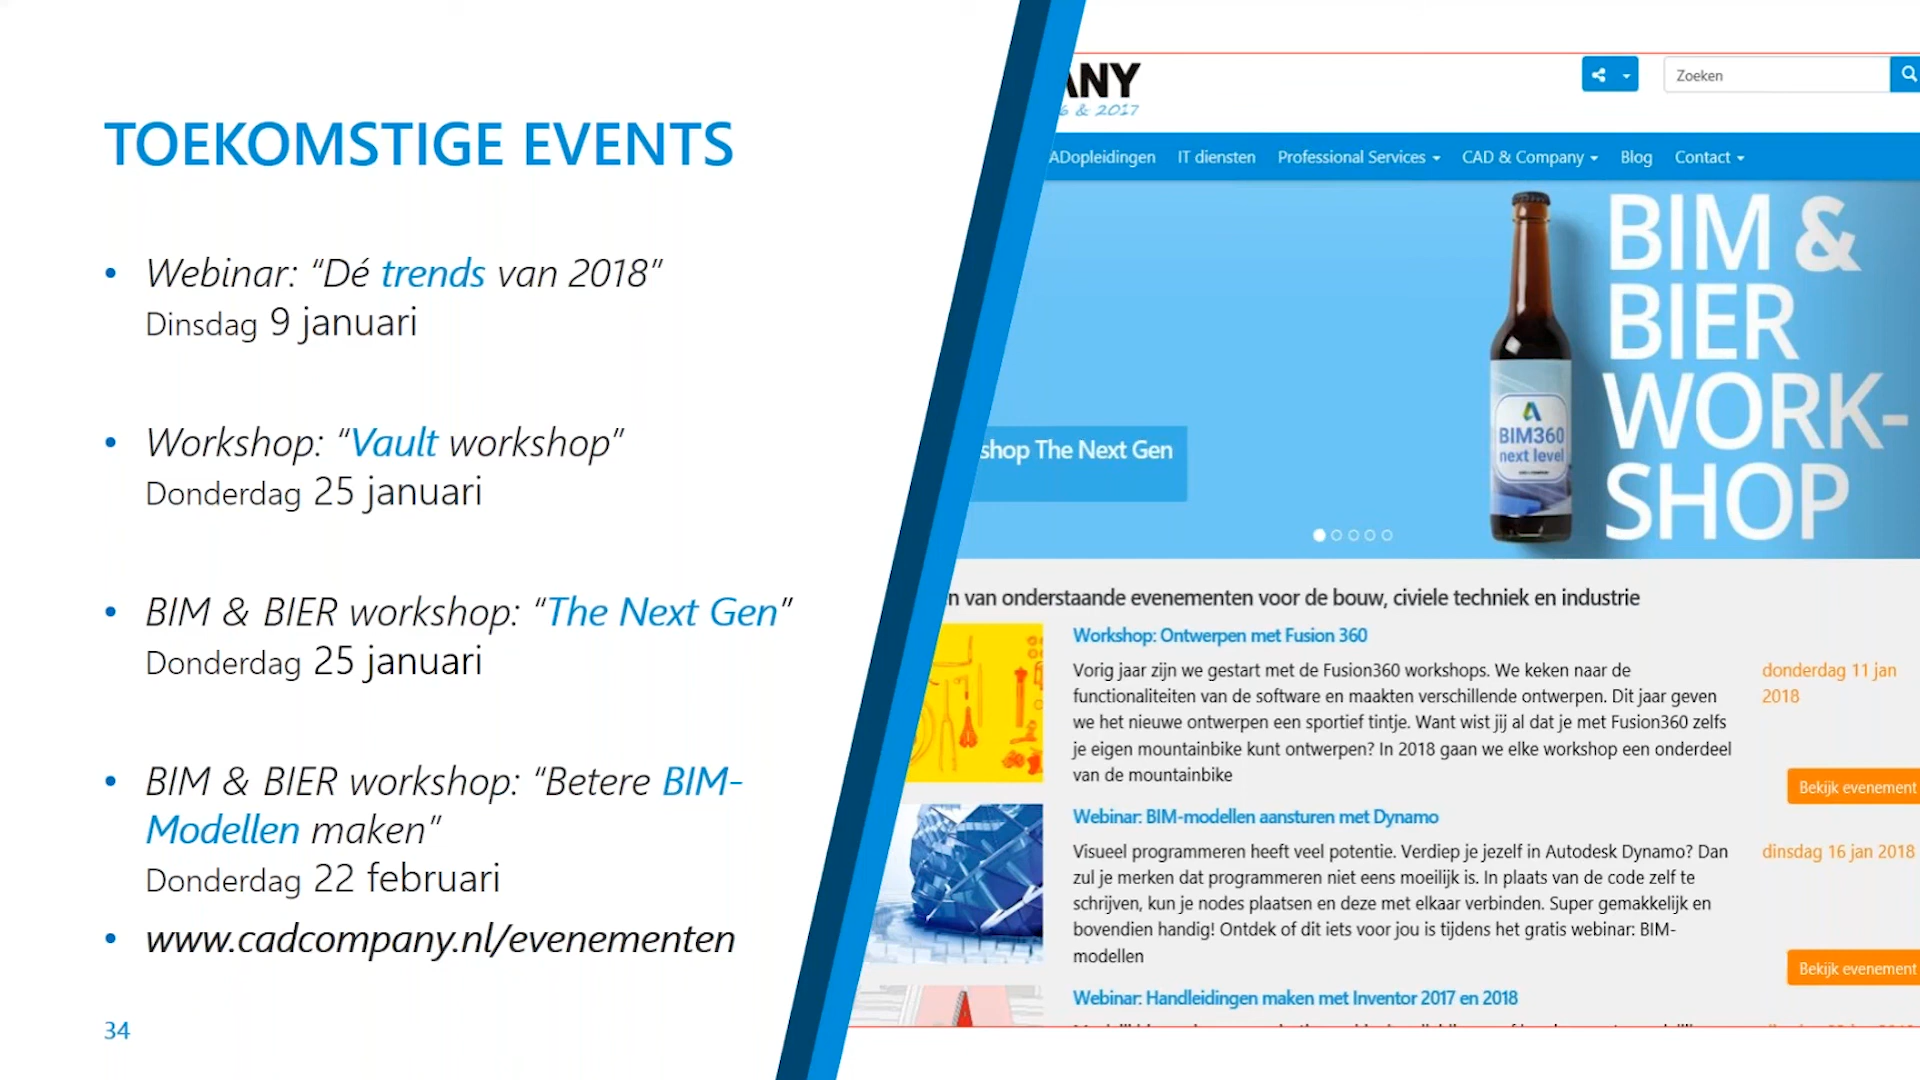 TOEKOMSTIGE EVENTS
• Webinar: “Dé trends van 2018”
Dinsdag 9 januari
• Workshop: “Vault workshop”
Donderdag 25 januari
• BIM & BIER workshop: “The Next Gen”
Donderdag 25 januari
• BIM & BIER workshop: “Betere BIM-
Modellen maken”
Donderdag 22 februari
• www.cadcompany.nl/evenementen
34
ANY
& 2017
Zoeken
ADopleidingen IT diensten Professional Services CAD & Company Blog Contact
BIM &
BIER
WORK-
SHOP
BIM360
next level
shop The Next Gen
n van onderstaande evenementen voor de bouw, civiele techniek en industrie
Workshop: Ontwerpen met Fusion 360
Vorig jaar zijn we gestart met de Fusion360 workshops. We keken naar de
functionaliteiten van de software en maakten verschillende ontwerpen. Dit jaar geven
we het nieuwe ontwerpen een sportief tintje. Want wist jij al dat je met Fusion360 zelfs
je eigen mountainbike kunt ontwerpen? In 2018 gaan we elke workshop een onderdeel
van de mountainbike
donderdag 11 jan
2018
Bekijk evenement
Webinar: BIM-modellen aansturen met Dynamo
Visueel programmeren heeft veel potentie. Verdiep je jezelf in Autodesk Dynamo? Dan
zul je merken dat programmeren niet eens moeilijk is. In plaats van de code zelf te
schrijven, kun je nodes plaatsen en deze met elkaar verbinden. Super gemakkelijk en
bovendien handig! Ontdek of dit iets voor jou is tijdens het gratis webinar: BIM-
modellen
dinsdag 16 jan 2018
Bekijk evenement
Webinar: Handleidingen maken met Inventor 2017 en 2018